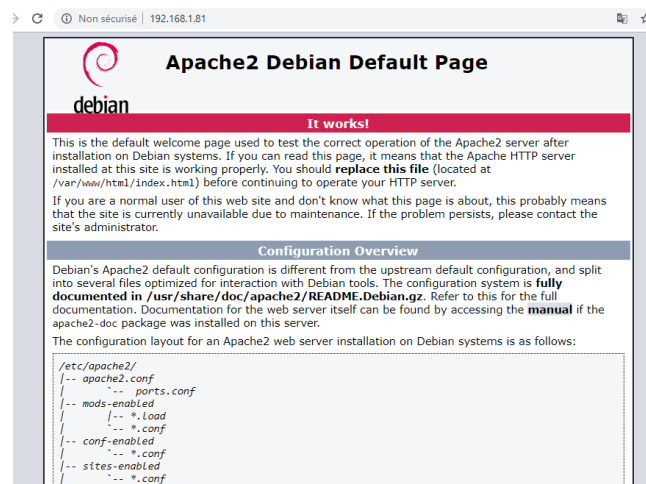 Non sécurisé | 192.168.1.81
Apache2 Debian Default Page
debian
It works!
This is the default welcome page used to test the correct operation of the Apache2 server after
installation on Debian systems. If you can read this page, it means that the Apache HTTP server
installed at this site is working properly. You should replace this file (located at
/var/www/html/index.html) before continuing to operate your HTTP server.
If you are a normal user of this web site and don't know what this page is about, this probably means
that the site is currently unavailable due to maintenance. If the problem persists, please contact the
site's administrator.
Configuration Overview
Debian's Apache2 default configuration is different from the upstream default configuration, and split
into several files optimized for interaction with Debian tools. The configuration system is fully
documented in /usr/share/doc/apache2/README.Debian.gz. Refer to this for the full
documentation. Documentation for the web server itself can be found by accessing the manual if the
apache2-doc package was installed on this server.
The configuration layout for an Apache2 web server installation on Debian systems is as follows:
/etc/apache2/
|-- apache2.conf
|       `--  ports.conf
|-- mods-enabled
|       |-- *.load
|       `-- *.conf
|-- conf-enabled
|       `-- *.conf
|-- sites-enabled
|       `-- *.conf